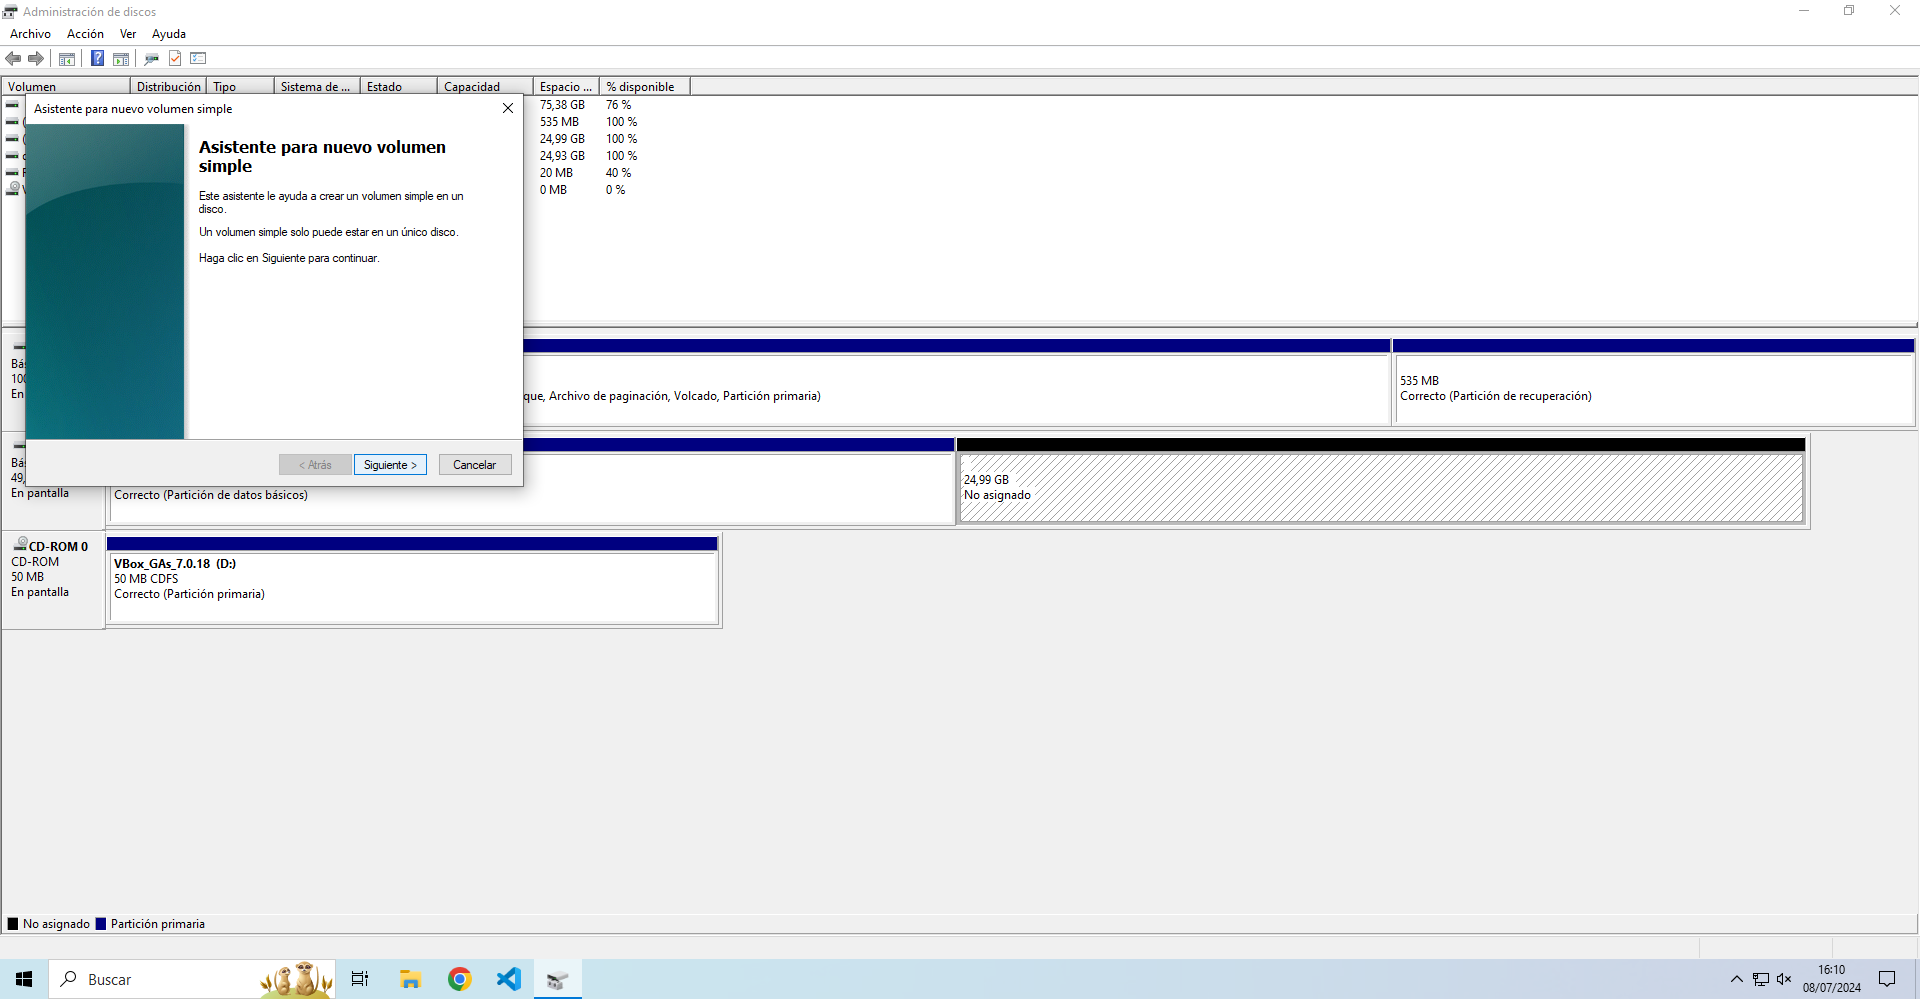 Administración de discos
Archivo Acción Ver Ayuda
Volumen Distribución Tipo Sistema de ... Estado Capacidad Espacio ... % disponible
75,38 GB 76 %
535 MB 100 %
24,99 GB 100 %
24,93 GB 100 %
20 MB 40 %
0 MB 0 %
Asistente para nuevo volumen simple
Asistente para nuevo volumen
simple
Este asistente le ayuda a crear un volumen simple en un
disco.
Un volumen simple solo puede estar en un único disco.
Haga clic en Siguiente para continuar.
< Atrás Siguiente > Cancelar
Bás
100
En
que, Archivo de paginación, Volcado, Partición primaria)
535 MB
Correcto (Partición de recuperación)
Bás
49,
En pantalla
Correcto (Partición de datos básicos)
24,99 GB
No asignado
CD-ROM 0
CD-ROM
50 MB
En pantalla
VBox_GAs_7.0.18 (D:)
50 MB CDFS
Correcto (Partición primaria)
No asignado Partición primaria
Buscar
16:10
08/07/2024